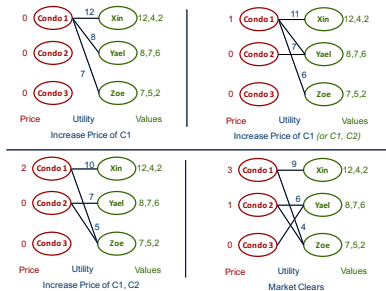 0 Condo 1 12 Xin 12,4,2
8
0 Condo 2 Yael 8,7,6
7
0 Condo 3 Zoe 7,5,2
Price Utility Values
Increase Price of C1
1 Condo 1 11 Xin 12,4,2
0 Condo 2 7 Yael 8,7,6
6
0 Condo 3 Zoe 7,5,2
Price Utility Values
Increase Price of C1 (or C1, C2)
2 Condo 1 10 Xin 12,4,2
0 Condo 2 7 Yael 8,7,6
5
0 Condo 3 Zoe 7,5,2
Price Utility Values
Increase Price of C1, C2
3 Condo 1 9 Xin 12,4,2
1 Condo 2 6 Yael 8,7,6
4
0 Condo 3 Zoe 7,5,2
Price Utility Values
Market Clears